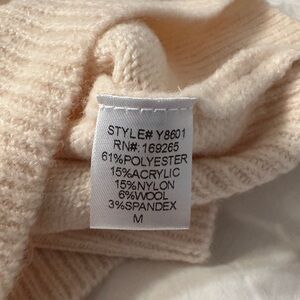 STYLE# Y8601
RN#: 169265
61%POLYESTER
15%ACRYLIC
15%NYLON
6%WOOL
3%SPANDEX
M